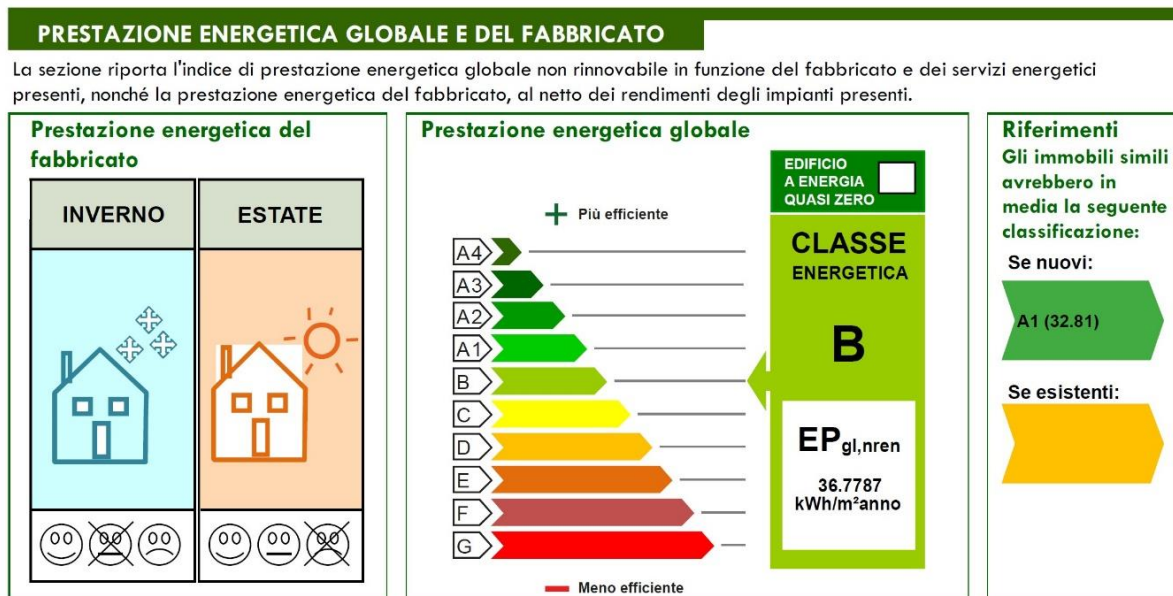 PRESTAZIONE ENERGETICA GLOBALE E DEL FABBRICATO
La sezione riporta l'indice di prestazione energetica globale non rinnovabile in funzione del fabbricato e dei servizi energetici
presenti, nonché la prestazione energetica del fabbricato, al netto dei rendimenti degli impianti presenti.
Prestazione energetica del
fabbricato
INVERNO
ESTATE
Prestazione energetica globale
+ Più efficiente
A4
A3
A2
A1
B
C
D
E
F
G
— Meno efficiente
EDIFICIO
A ENERGIA
QUASI ZERO
CLASSE
ENERGETICA
B
EPgl,nren
36.7787
kWh/m²anno
Riferimenti
Gli immobili simili
avrebbero in
media la seguente
classificazione:
Se nuovi:
A1 (32.81)
Se esistenti: